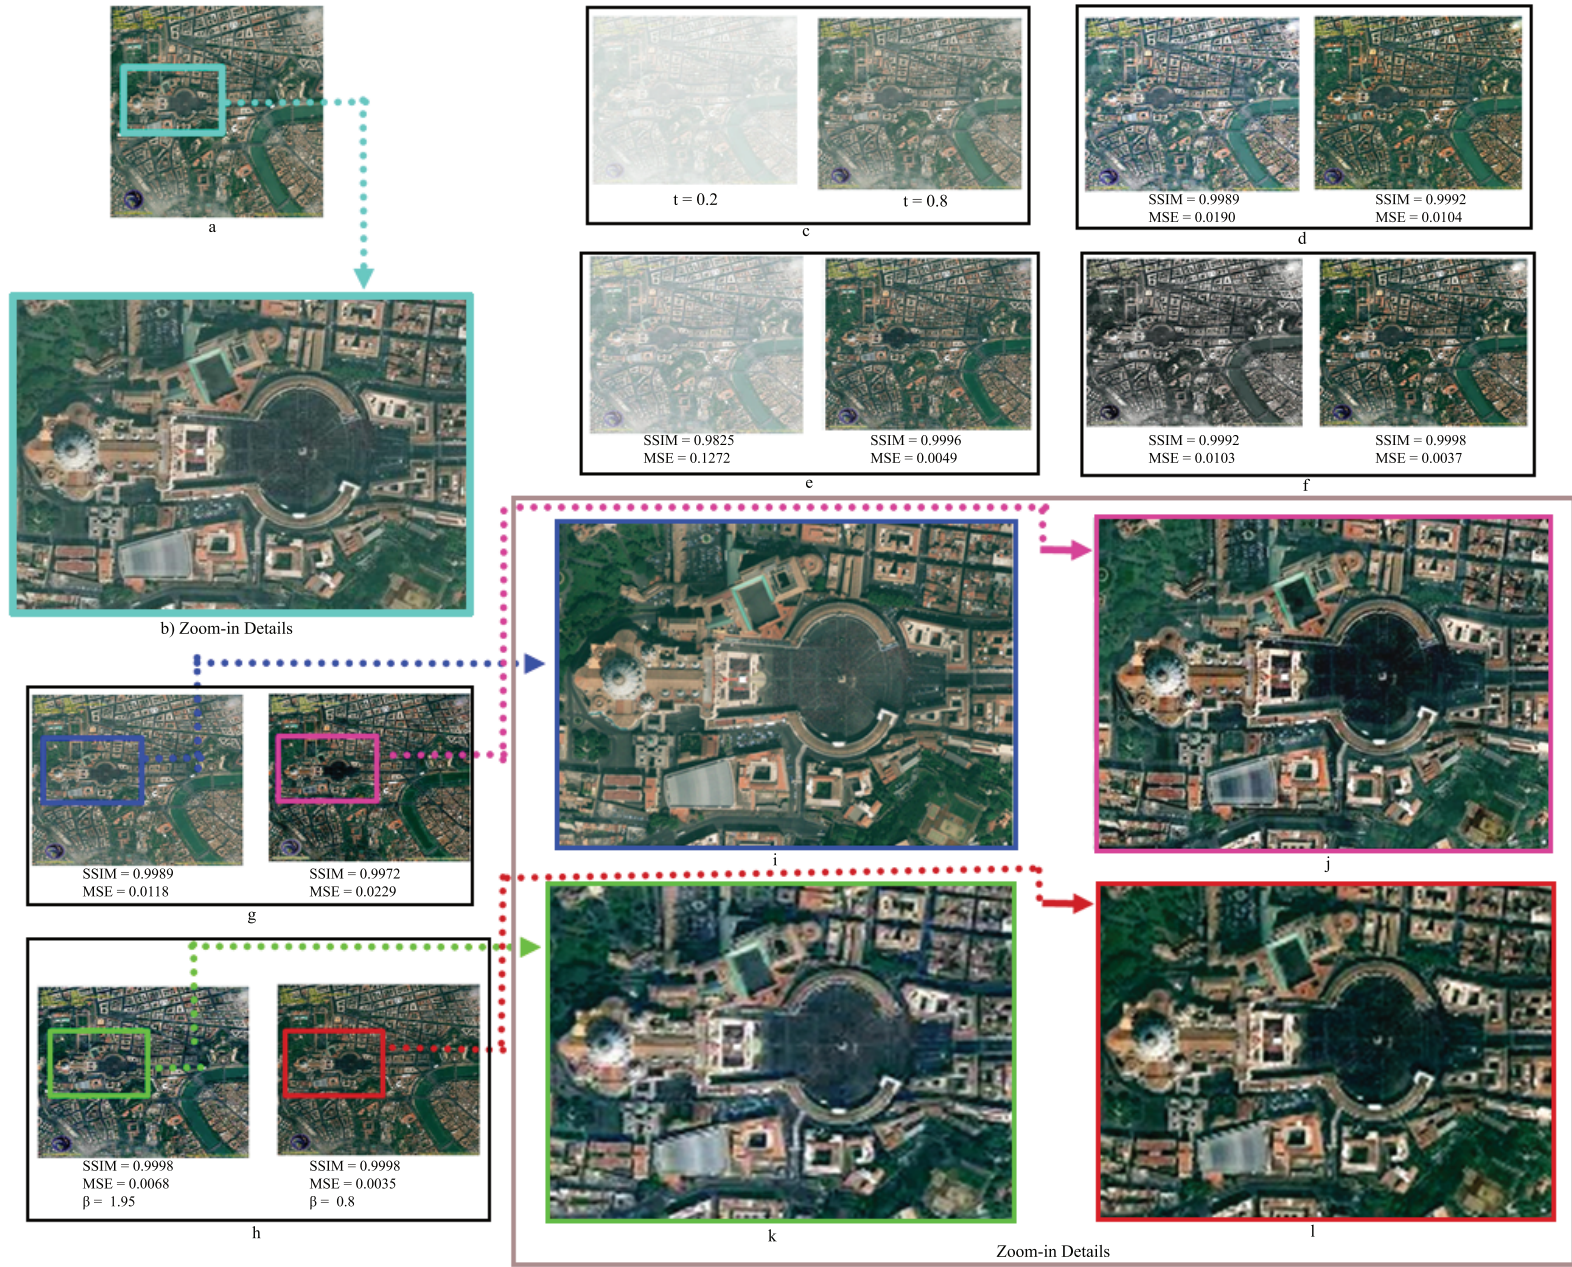 a
t = 0.2
t = 0.8
c
SSIM = 0.9989
MSE = 0.0190
SSIM = 0.9992
MSE = 0.0104
d
SSIM = 0.9825
MSE = 0.1272
SSIM = 0.9996
MSE = 0.0049
e
SSIM = 0.9992
MSE = 0.0103
SSIM = 0.9998
MSE = 0.0037
f
b) Zoom-in Details
SSIM = 0.9989
MSE = 0.0118
SSIM = 0.9972
MSE = 0.0229
g
SSIM = 0.9998
MSE = 0.0068
β = 1.95
SSIM = 0.9998
MSE = 0.0035
β = 0.8
h
i
j
k
l
Zoom-in Details